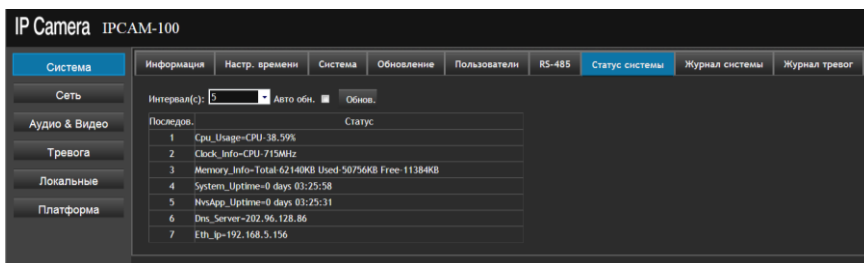 IP Camera IPCAM-100
Система
Информация Настр. времени Система Обновление Пользователи RS-485 Статус системы Журнал системы Журнал тревог
Сеть
Интервал(с): 5 Авто обн. Обнов.
Аудио & Видео
Последов. Статус
1 Cpu_Usage=CPU-38.59%
Тревога
2 Clock_Info=CPU-715MHz
3 Memory_Info=Total-62140KB Used-50756KB Free-11384KB
Локальные
4 System_Uptime=0 days 03:25:58
5 NvsApp_Uptime=0 days 03:25:31
Платформа
6 Dns_Server=202.96.128.86
7 Eth_ip=192.168.5.156